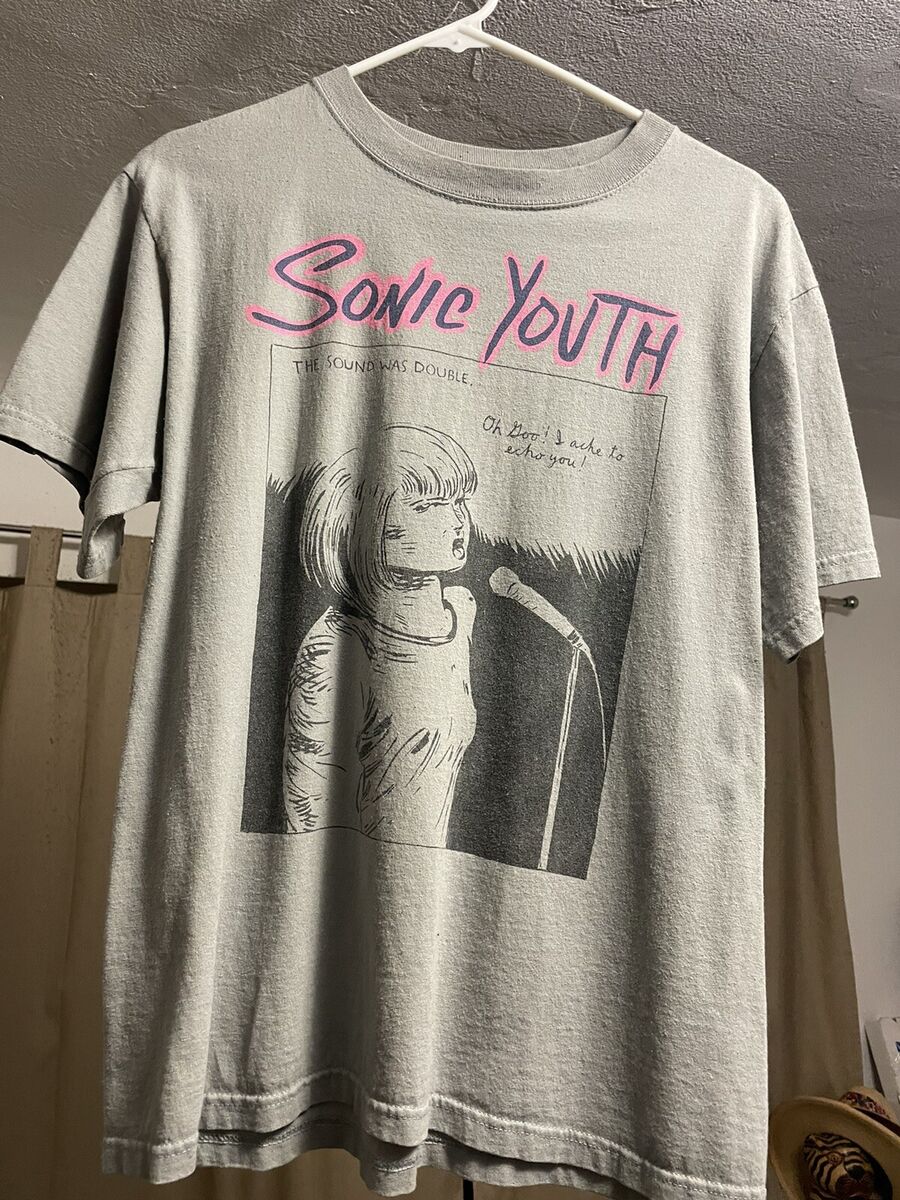 SONIC YOUTH
THE SOUND WAS DOUBLE.
Oh Goo! I ache to
echo you!